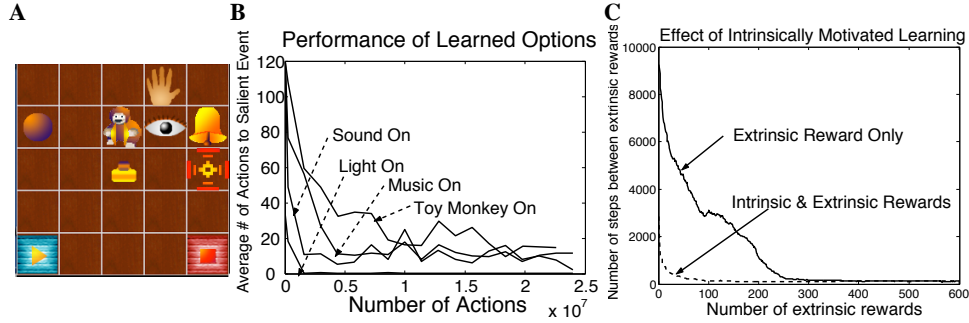 A
B
Performance of Learned Options
Average # of Actions to Salient Event
120
100
80
60
40
20
0
Sound On
Light On
Music On
Toy Monkey On
0 0.5 1 1.5 2 2.5
Number of Actions
x 10^7
C
Effect of Intrinsically Motivated Learning
Number of steps between extrinsic rewards
10000
8000
6000
4000
2000
0
Extrinsic Reward Only
Intrinsic & Extrinsic Rewards
0 100 200 300 400 500 600
Number of extrinsic rewards